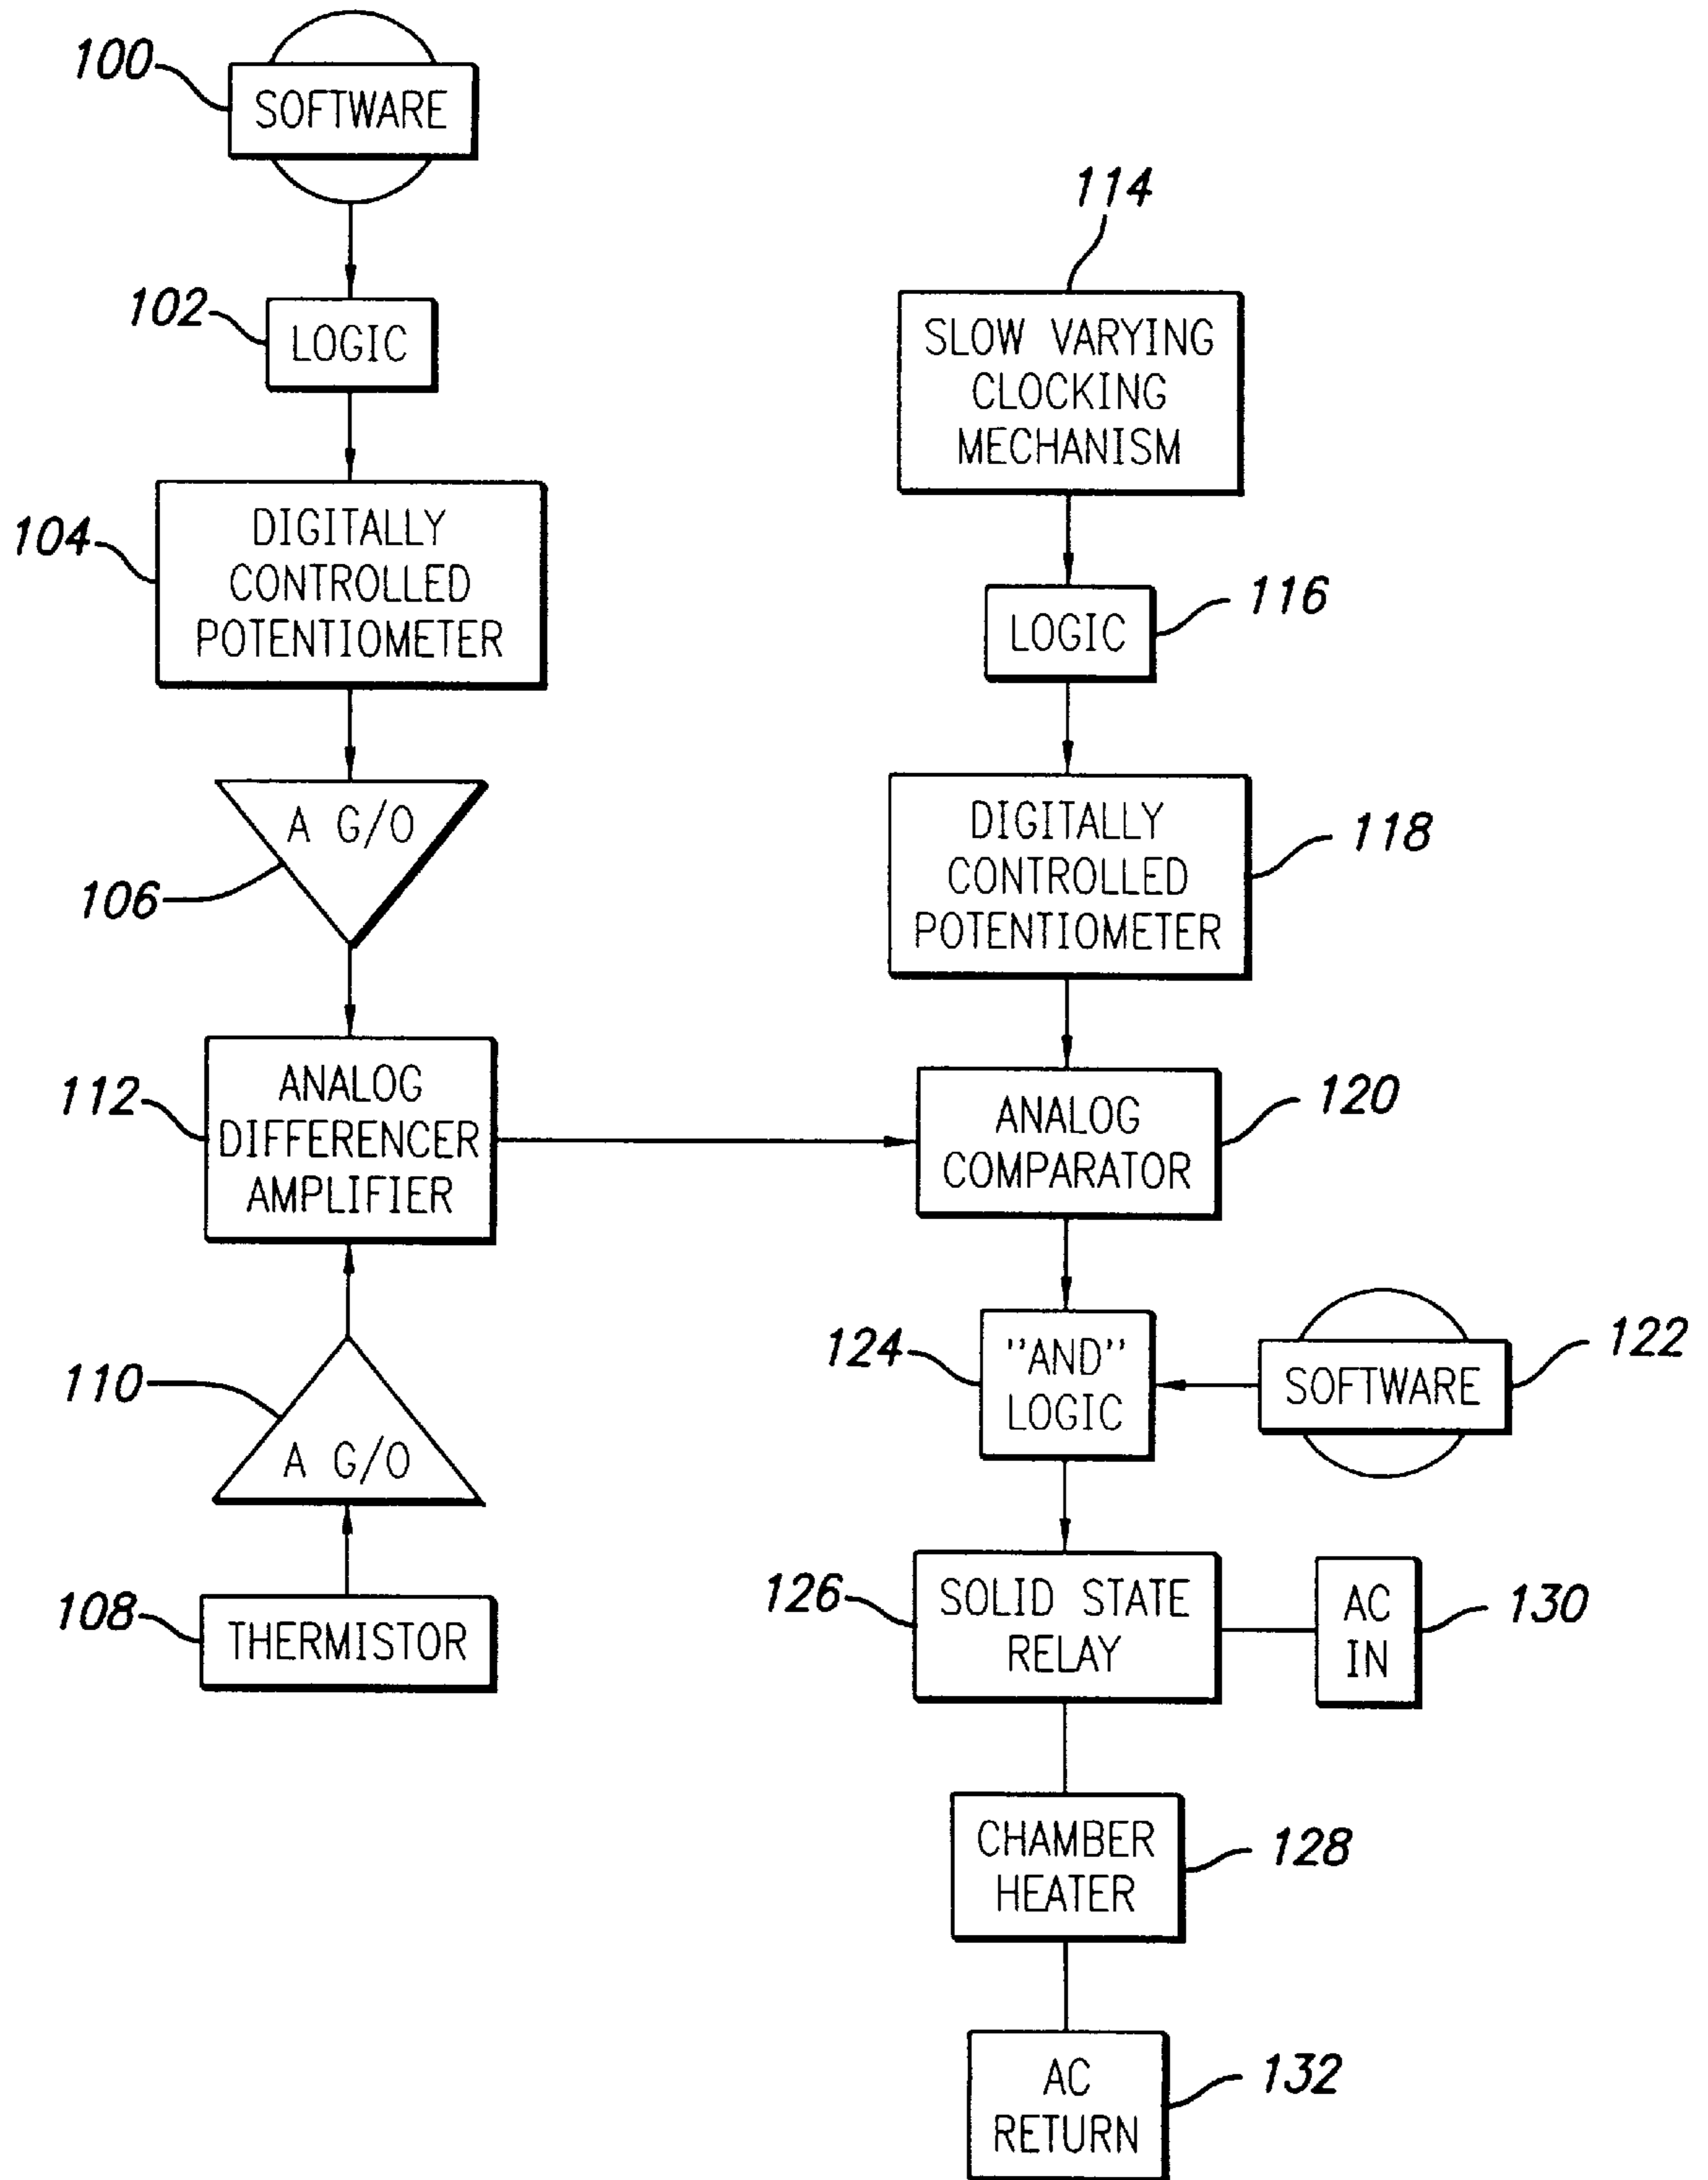 100
SOFTWARE
102
LOGIC
104
DIGITALLY
CONTROLLED
POTENTIOMETER
A G/O
106
112
ANALOG
DIFFERENCER
AMPLIFIER
110
A G/O
108
THERMISTOR
114
SLOW VARYING
CLOCKING
MECHANISM
116
LOGIC
118
DIGITALLY
CONTROLLED
POTENTIOMETER
120
ANALOG
COMPARATOR
124
"AND"
LOGIC
122
SOFTWARE
126
SOLID STATE
RELAY
AC
IN
130
CHAMBER
HEATER
128
AC
RETURN
132